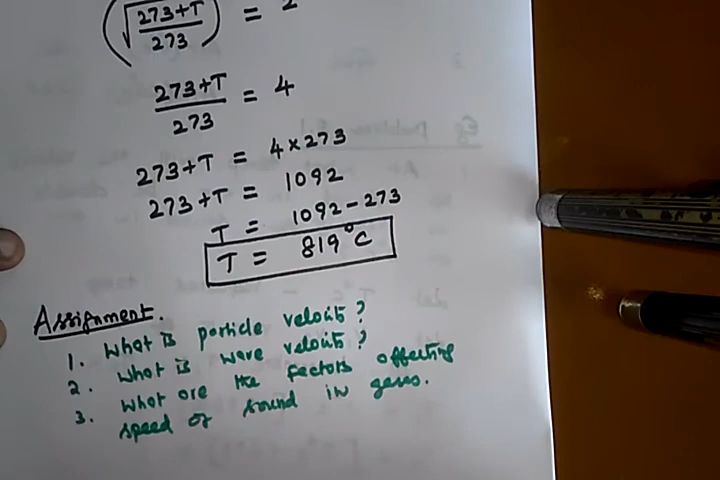 (√(273+T)/273) = 2
(273+T)/273 = 4
273+T = 4×273
273+T = 1092
T = 1092-273
T = 819°C
Assignment.
1. What is particle velocity?
2. What is wave velocity?
3. What are the factors affecting
speed of sound in gases.